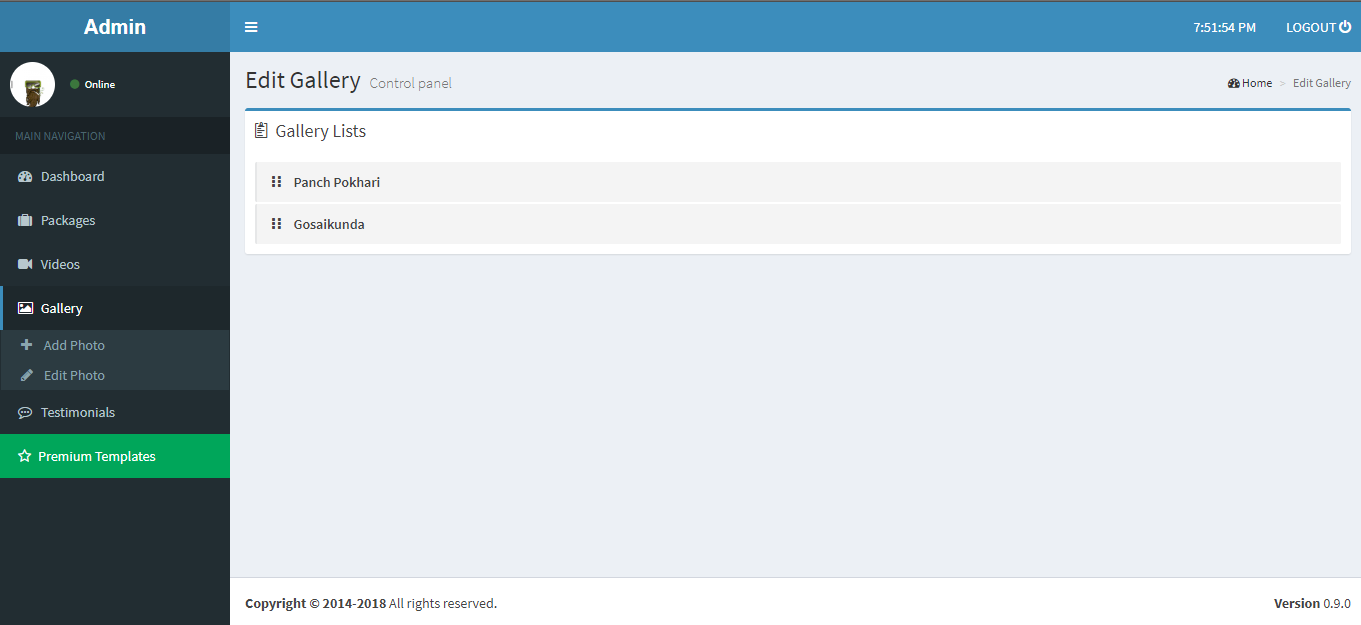 Admin
7:51:54 PM
LOGOUT
Online
MAIN NAVIGATION
Dashboard
Packages
Videos
Gallery
Add Photo
Edit Photo
Testimonials
Premium Templates
Edit Gallery Control panel
Home > Edit Gallery
Gallery Lists
Panch Pokhari
Gosaikunda
Copyright © 2014-2018 All rights reserved.
Version 0.9.0